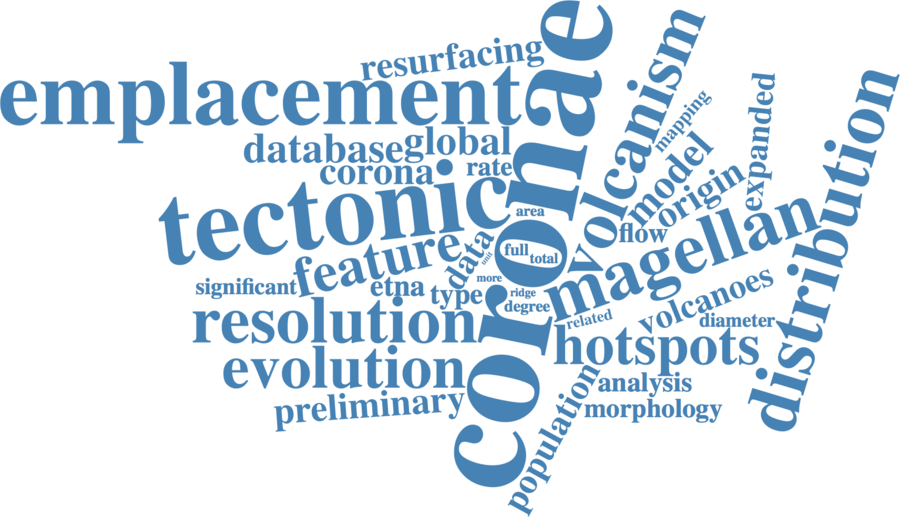 coronae
resurfacing
emplacement
volcanism
mapping
expanded
distribution
database
global
corona
rate
model
tectonic
origin
area
flow
feature
data
unit
full
total
magellan
significant
etna
type
more
ridge
degree
related
volcanoes
diameter
resolution
hotspots
evolution
analysis
preliminary
population
morphology